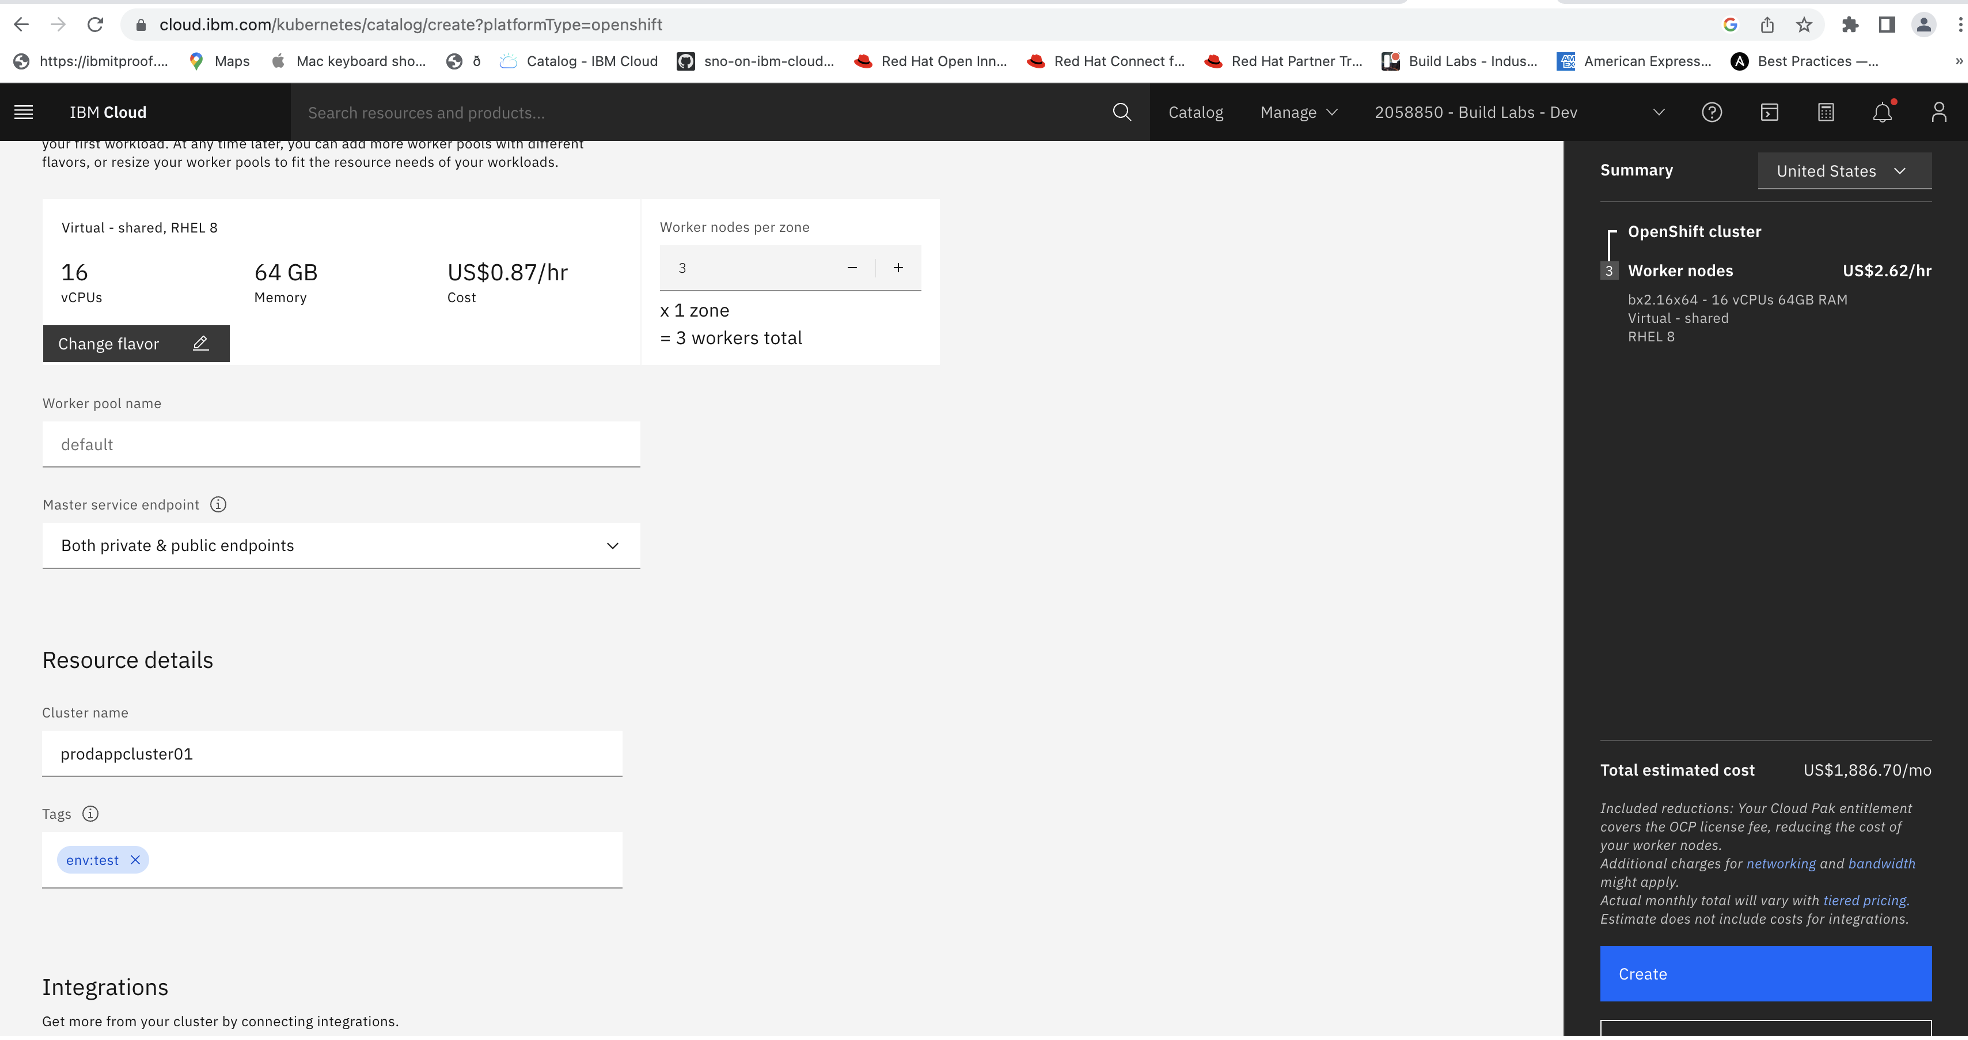 cloud.ibm.com/kubernetes/catalog/create?platformType=openshift
https://ibmitproof.... Maps Mac keyboard sho... ð Catalog - IBM Cloud sno-on-ibm-cloud... Red Hat Open Inn... Red Hat Connect f... Red Hat Partner Tr... Build Labs - Indus... American Express... Best Practices —... »
IBM Cloud Search resources and products... Catalog Manage 2058850 - Build Labs - Dev
your first workload. At any time later, you can add more worker pools with different
flavors, or resize your worker pools to fit the resource needs of your workloads.
Virtual - shared, RHEL 8
16 64 GB US$0.87/hr
vCPUs Memory Cost
Change flavor
Worker nodes per zone
3 − +
x 1 zone
= 3 workers total
Worker pool name
default
Master service endpoint
Both private & public endpoints
Resource details
Cluster name
prodappcluster01
Tags
env:test ×
Integrations
Get more from your cluster by connecting integrations.
Summary United States
OpenShift cluster
3 Worker nodes US$2.62/hr
bx2.16x64 - 16 vCPUs 64GB RAM
Virtual - shared
RHEL 8
Total estimated cost US$1,886.70/mo
Included reductions: Your Cloud Pak entitlement
covers the OCP license fee, reducing the cost of
your worker nodes.
Additional charges for networking and bandwidth
might apply.
Actual monthly total will vary with tiered pricing.
Estimate does not include costs for integrations.
Create